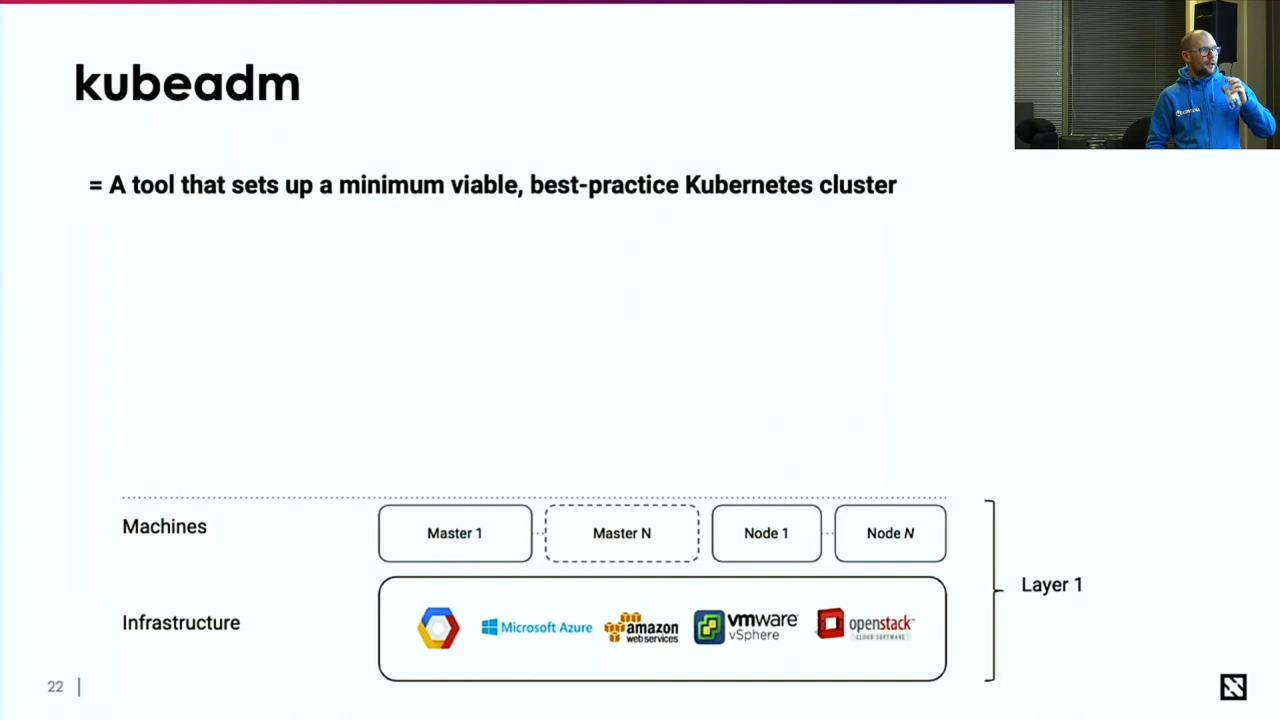 kubeadm
= A tool that sets up a minimum viable, best-practice Kubernetes cluster
Machines
Master 1
Master N
Node 1
Node N
Layer 1
Infrastructure
Microsoft Azure
amazon
web services
vmware
vSphere
openstack
CLOUD SOFTWARE
22